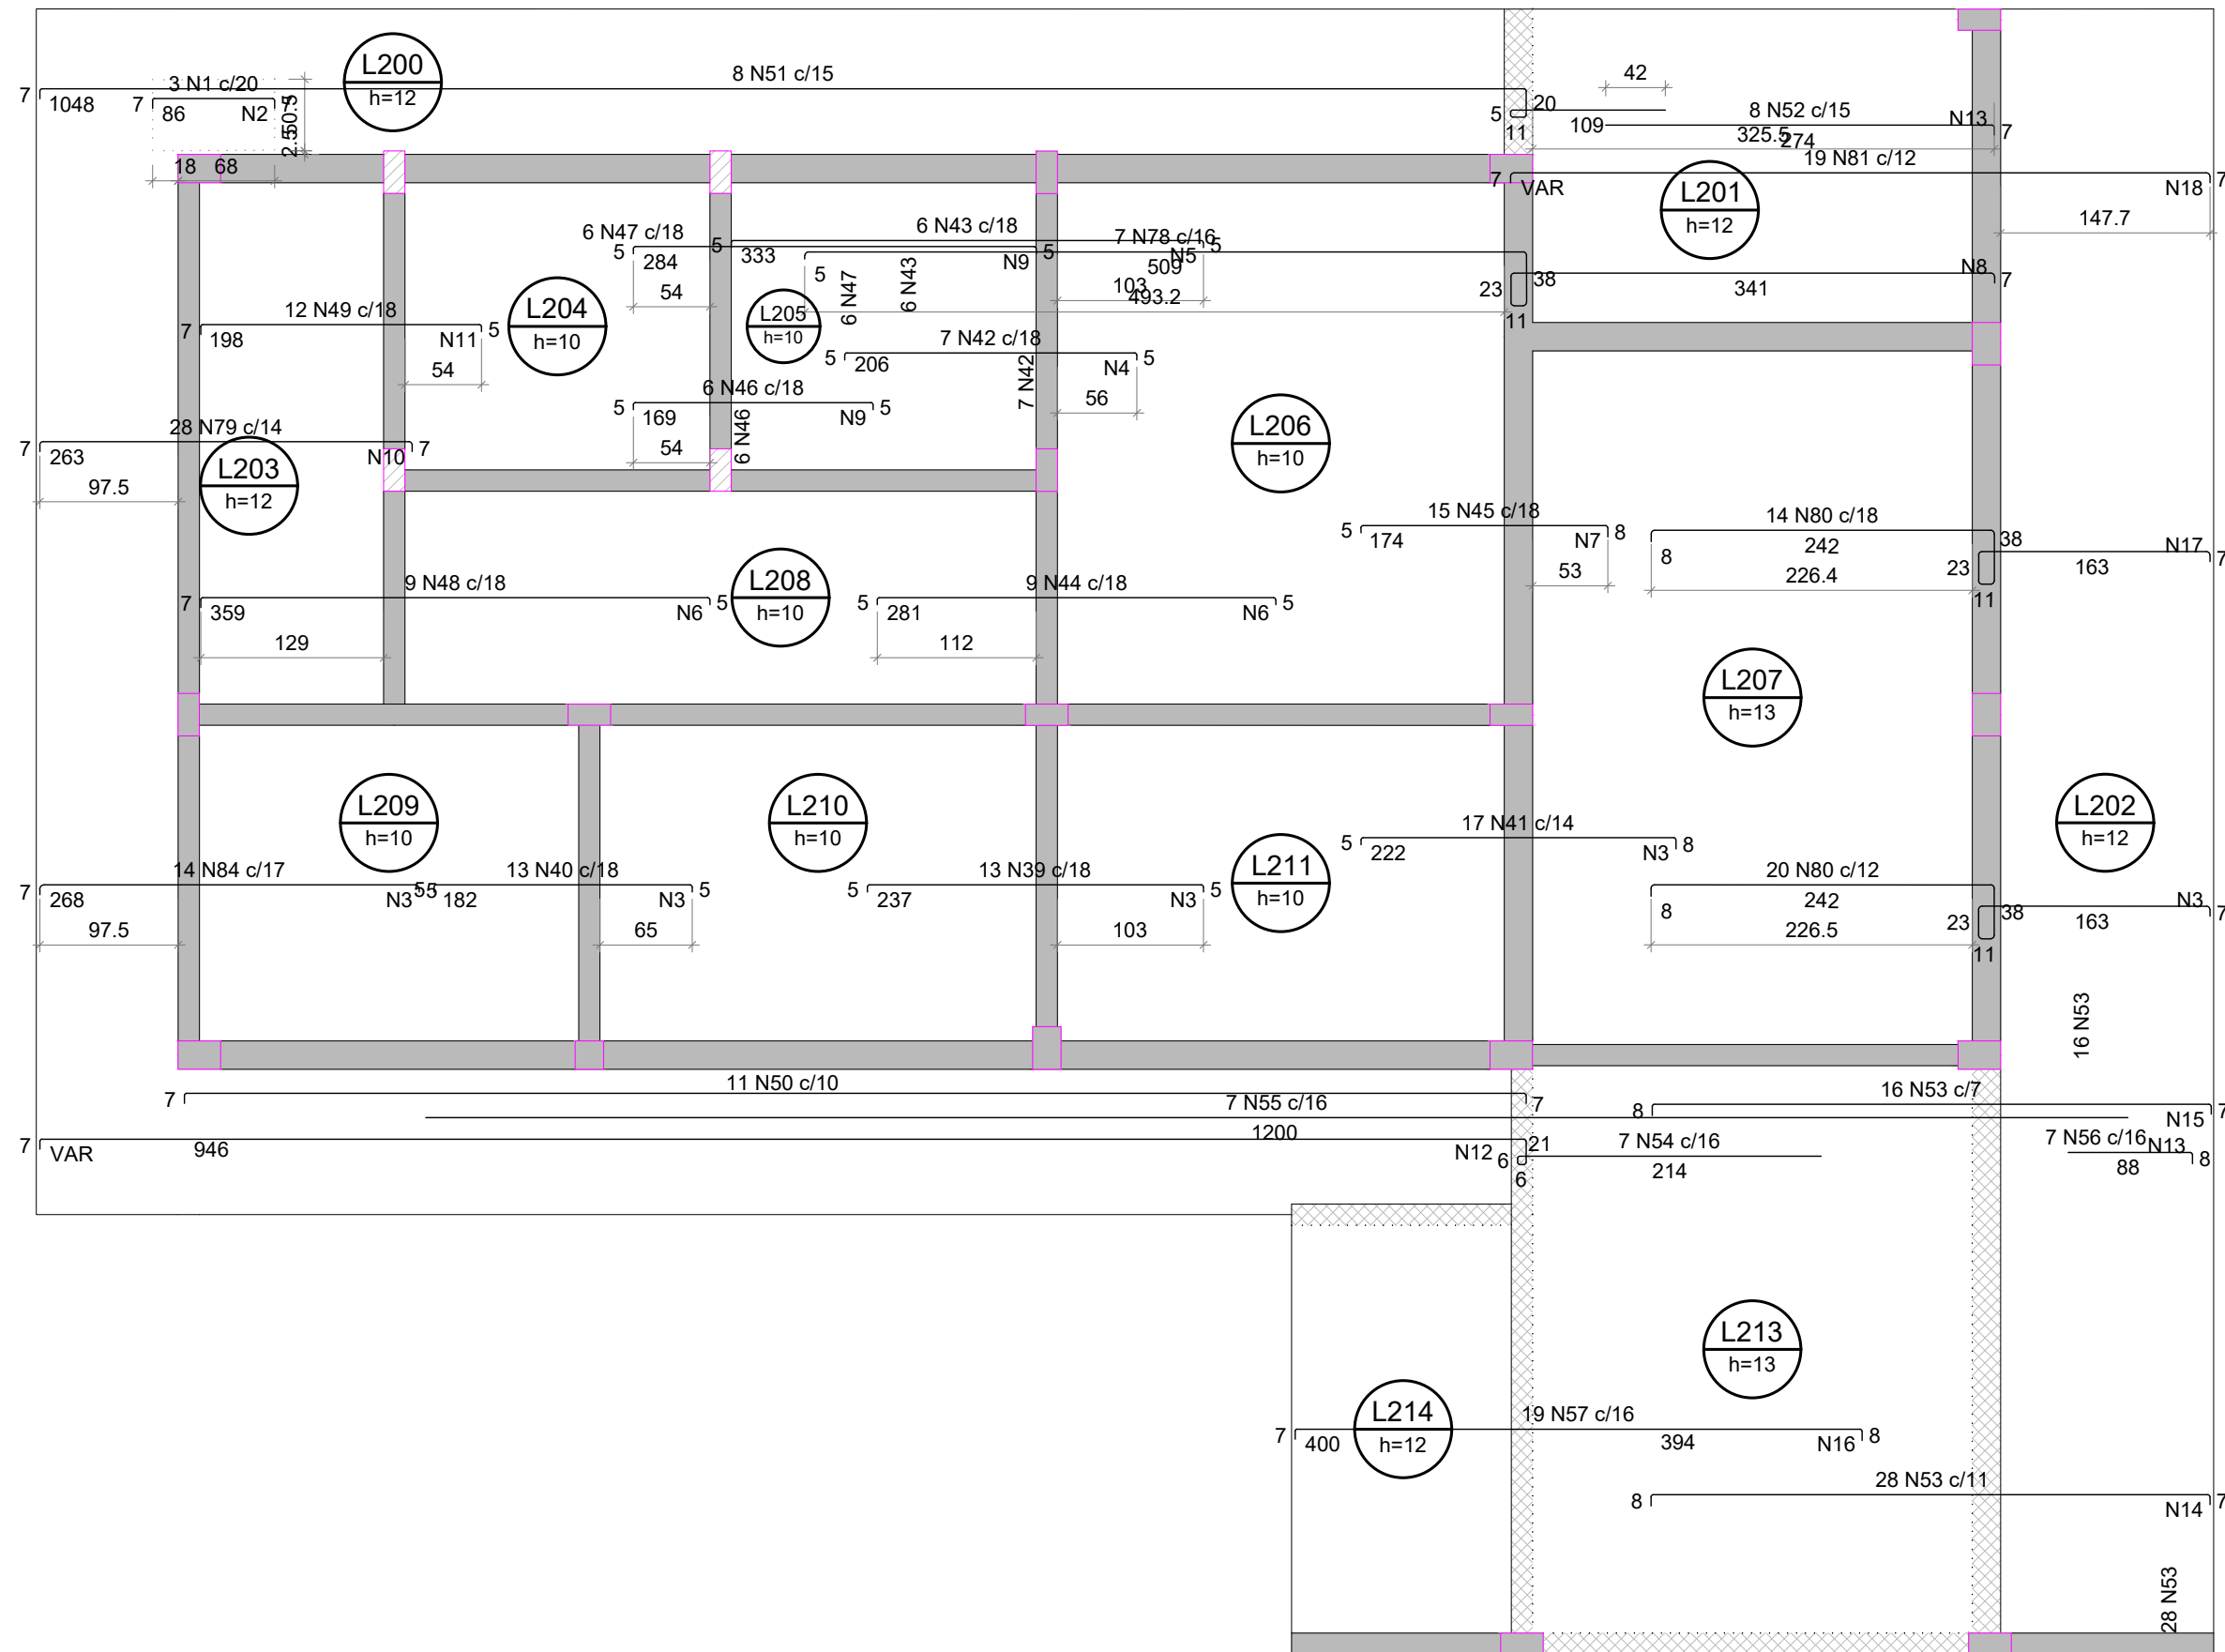 L200
h=12
8 N51 c/15
42
3 N1 c/20
7
1048
7
86
N2
7
2.5
50.5
20
5
11
109
8 N52 c/15
N13
7
325.5
274
18
68
19 N81 c/12
7
VAR
N18
7
L201
h=12
147.7
6 N47 c/18
5
284
54
6 N43 c/18
5
333
N9
5
7 N78 c/16
5
N5
509
5
103
493.2
6 N47
6 N43
N8
7
38
23
341
11
12 N49 c/18
7
198
N11
5
54
L204
h=10
L205
h=10
7 N42 c/18
5
206
N4
5
56
7 N42
6 N46 c/18
5
169
N9
5
54
6 N46
L206
h=10
28 N79 c/14
7
263
N10
7
97.5
L203
h=12
15 N45 c/18
5
174
N7
8
53
14 N80 c/18
8
242
226.4
38
23
11
N17
163
7
9 N48 c/18
7
359
N6
5
129
L208
h=10
9 N44 c/18
5
281
N6
5
112
L207
h=13
L209
h=10
L210
h=10
L211
h=10
L202
h=12
17 N41 c/14
5
222
N3
8
14 N84 c/17
7
268
N3
5
97.5
13 N40 c/18
5
182
N3
5
65
13 N39 c/18
5
237
N3
5
103
20 N80 c/12
8
242
226.5
38
23
11
N3
163
7
16 N53
11 N50 c/10
7
7
7 N55 c/16
1200
16 N53 c/7
8
N15
7
7
VAR
946
N12
21
6
6
7 N54 c/16
214
7 N56 c/16
N13
88
8
L213
h=13
L214
h=12
19 N57 c/16
7
400
394
N16
8
28 N53 c/11
8
N14
7
28 N53